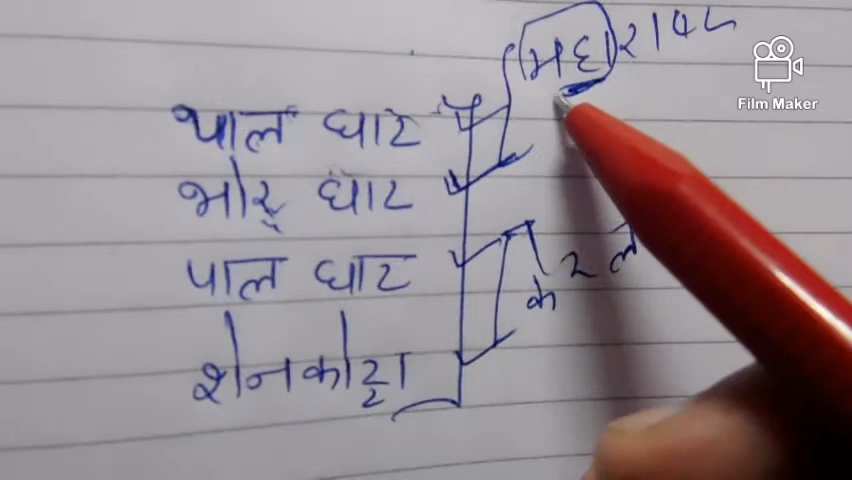 महाराष्ट्र
थाल घाट
भोर घाट
पाल घाट
केरल
शेनकोट्टा
Film Maker